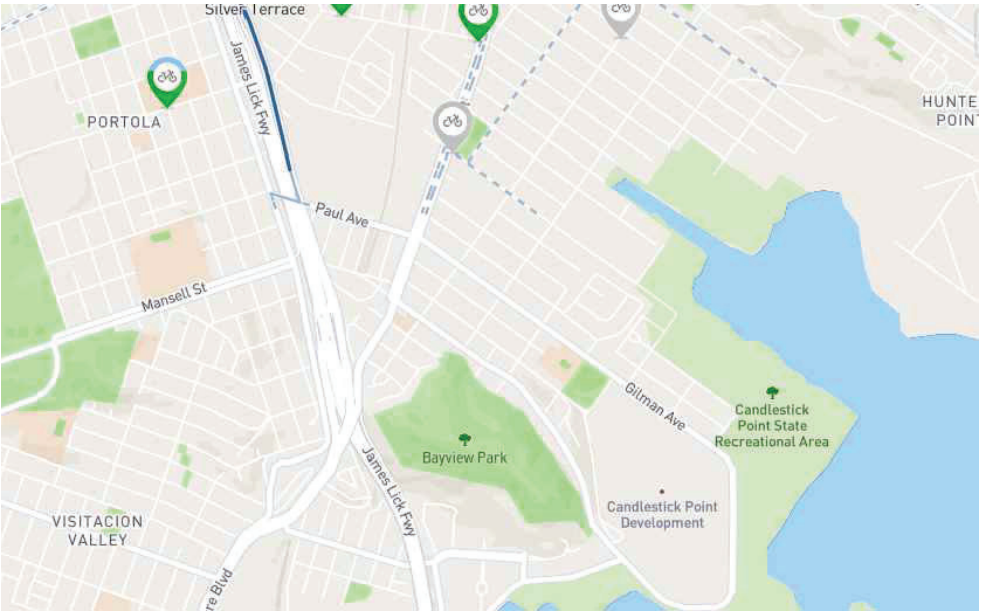 Silver Terrace
James Lick Fwy
PORTOLA
HUNTE
POINT
Paul Ave
Mansell St
Gilman Ave
Candlestick
Point State
Recreational Area
Bayview Park
James Lick Fwy
Candlestick Point
Development
VISITACION
VALLEY
re Blvd